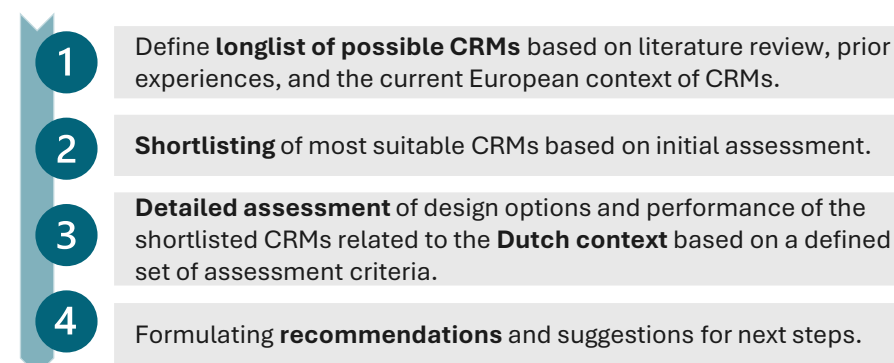 1
Define longlist of possible CRMs based on literature review, prior
experiences, and the current European context of CRMs.
2
Shortlisting of most suitable CRMs based on initial assessment.
3
Detailed assessment of design options and performance of the
shortlisted CRMs related to the Dutch context based on a defined
set of assessment criteria.
4
Formulating recommendations and suggestions for next steps.